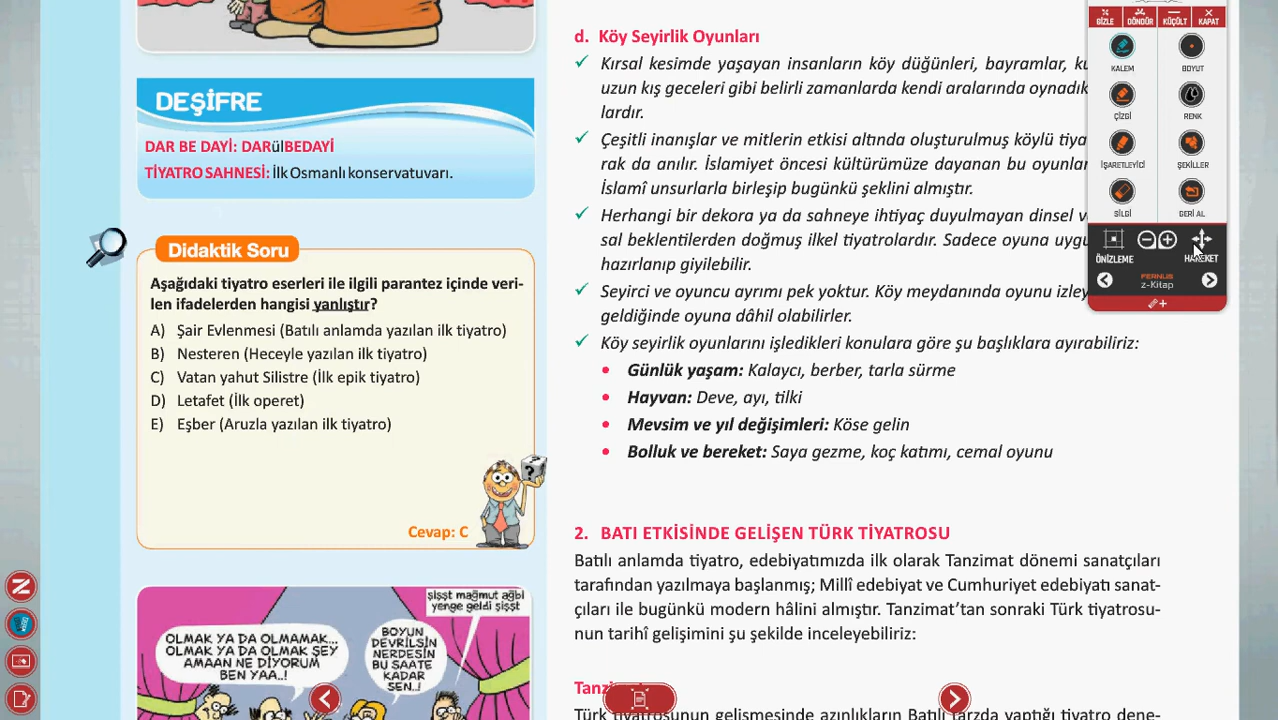 DEŞİFRE
DAR BE DAYİ: DARülBEDAYİ
TİYATRO SAHNESİ: İlk Osmanlı konservatuvarı.
Didaktik Soru
Aşağıdaki tiyatro eserleri ile ilgili parantez içinde veri-
len ifadelerden hangisi yanlıştır?
A) Şair Evlenmesi (Batılı anlamda yazılan ilk tiyatro)
B) Nesteren (Heceyle yazılan ilk tiyatro)
C) Vatan yahut Silistre (İlk epik tiyatro)
D) Letafet (İlk operet)
E) Eşber (Aruzla yazılan ilk tiyatro)
?
Cevap: C
şişşt mağmut ağbi
yenge geldi şişşt
OLMAK YA DA OLMAMAK...
OLMAK YA DA OLMAK ŞEY
AMAAN NE DİYORUM
BEN YAA..!
BOYUN
DEVRİLSİN
NERDESİN
BU SAATE
KADAR
SEN..!
d. Köy Seyirlik Oyunları
Kırsal kesimde yaşayan insanların köy düğünleri, bayramlar,
uzun kış geceleri gibi belirli zamanlarda kendi aralarında oynadık
lardır.
Çeşitli inanışlar ve mitlerin etkisi altında oluşturulmuş köylü tiya
rak da anılır. İslamiyet öncesi kültürümüze dayanan bu oyunlar
İslamî unsurlarla birleşip bugünkü şeklini almıştır.
Herhangi bir dekora ya da sahneye ihtiyaç duyulmayan dinsel
sal beklentilerden doğmuş ilkel tiyatrolardır. Sadece oyuna uygu
hazırlanıp giyilebilir.
Seyirci ve oyuncu ayrımı pek yoktur. Köy meydanında oyunu izley
geldiğinde oyuna dâhil olabilirler.
Köy seyirlik oyunlarını işledikleri konulara göre şu başlıklara ayırabiliriz:
Günlük yaşam: Kalaycı, berber, tarla sürme
Hayvan: Deve, ayı, tilki
Mevsim ve yıl değişimleri: Köse gelin
Bolluk ve bereket: Saya gezme, koç katımı, cemal oyunu
2. BATI ETKİSİNDE GELİŞEN TÜRK TİYATROSU
Batılı anlamda tiyatro, edebiyatımızda ilk olarak Tanzimat dönemi sanatçıları
tarafından yazılmaya başlanmış; Millî edebiyat ve Cumhuriyet edebiyatı sanat-
çıları ile bugünkü modern hâlini almıştır. Tanzimat'tan sonraki Türk tiyatrosu-
nun tarihî gelişimini şu şekilde inceleyebiliriz:
Türk tiyatrosunun gelişmesinde azınlıkların Batılı tarzda yaptığı tiyatro dene-
GİZLE DÖNDÜR KÜÇÜLT KAPAT
KALEM BOYUT
ÇİZGİ RENK
İŞARETLEYİCİ ŞEKİLLER
SİLGİ GERİ AL
ÖNİZLEME HAREKET
FERNUS
z-Kitap